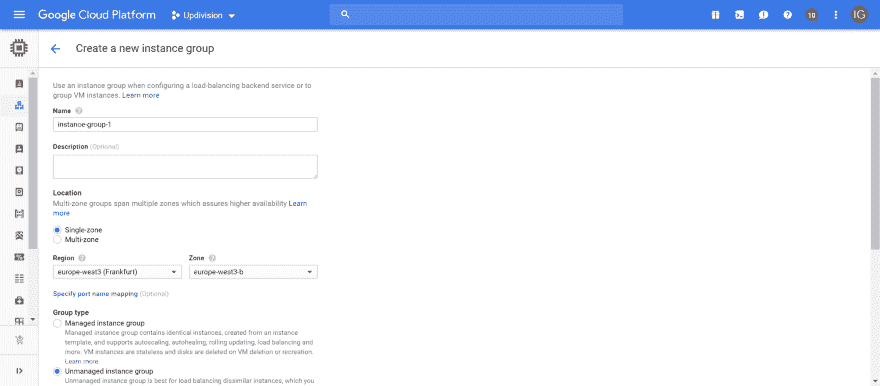 Google Cloud Platform
Updivision
10
IG
Create a new instance group
Use an instance group when configuring a load-balancing backend service or to
group VM instances. Learn more
Name
instance-group-1
Description (Optional)
Location
Multi-zone groups span multiple zones which assures higher availability Learn
more
Single-zone
Multi-zone
Region Zone
europe-west3 (Frankfurt) europe-west3-b
Specify port name mapping (Optional)
Group type
Managed instance group
Managed instance group contains identical instances, created from an instance
template, and supports autoscaling, autohealing, rolling updating, load balancing and
more. VM instances are stateless and disks are deleted on VM deletion or recreation.
Learn more
Unmanaged instance group
Unmanaged instance group is best for load balancing dissimilar instances, which you